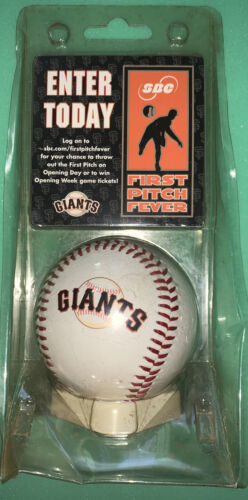 ENTER
TODAY
Log on to
~sbc.com/firstpitchfever
for your chance to throw
out the First Pitch on
Opening Day or to win
Opening Week game tickets!
GIANTS
SBC
FIRST
PITCH
FEVER
GIANTS